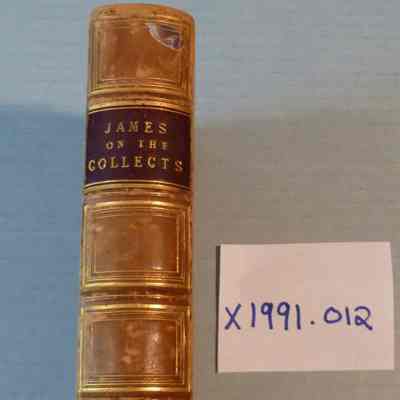 JAMES
ON THE
COLLECTS
X1991.012